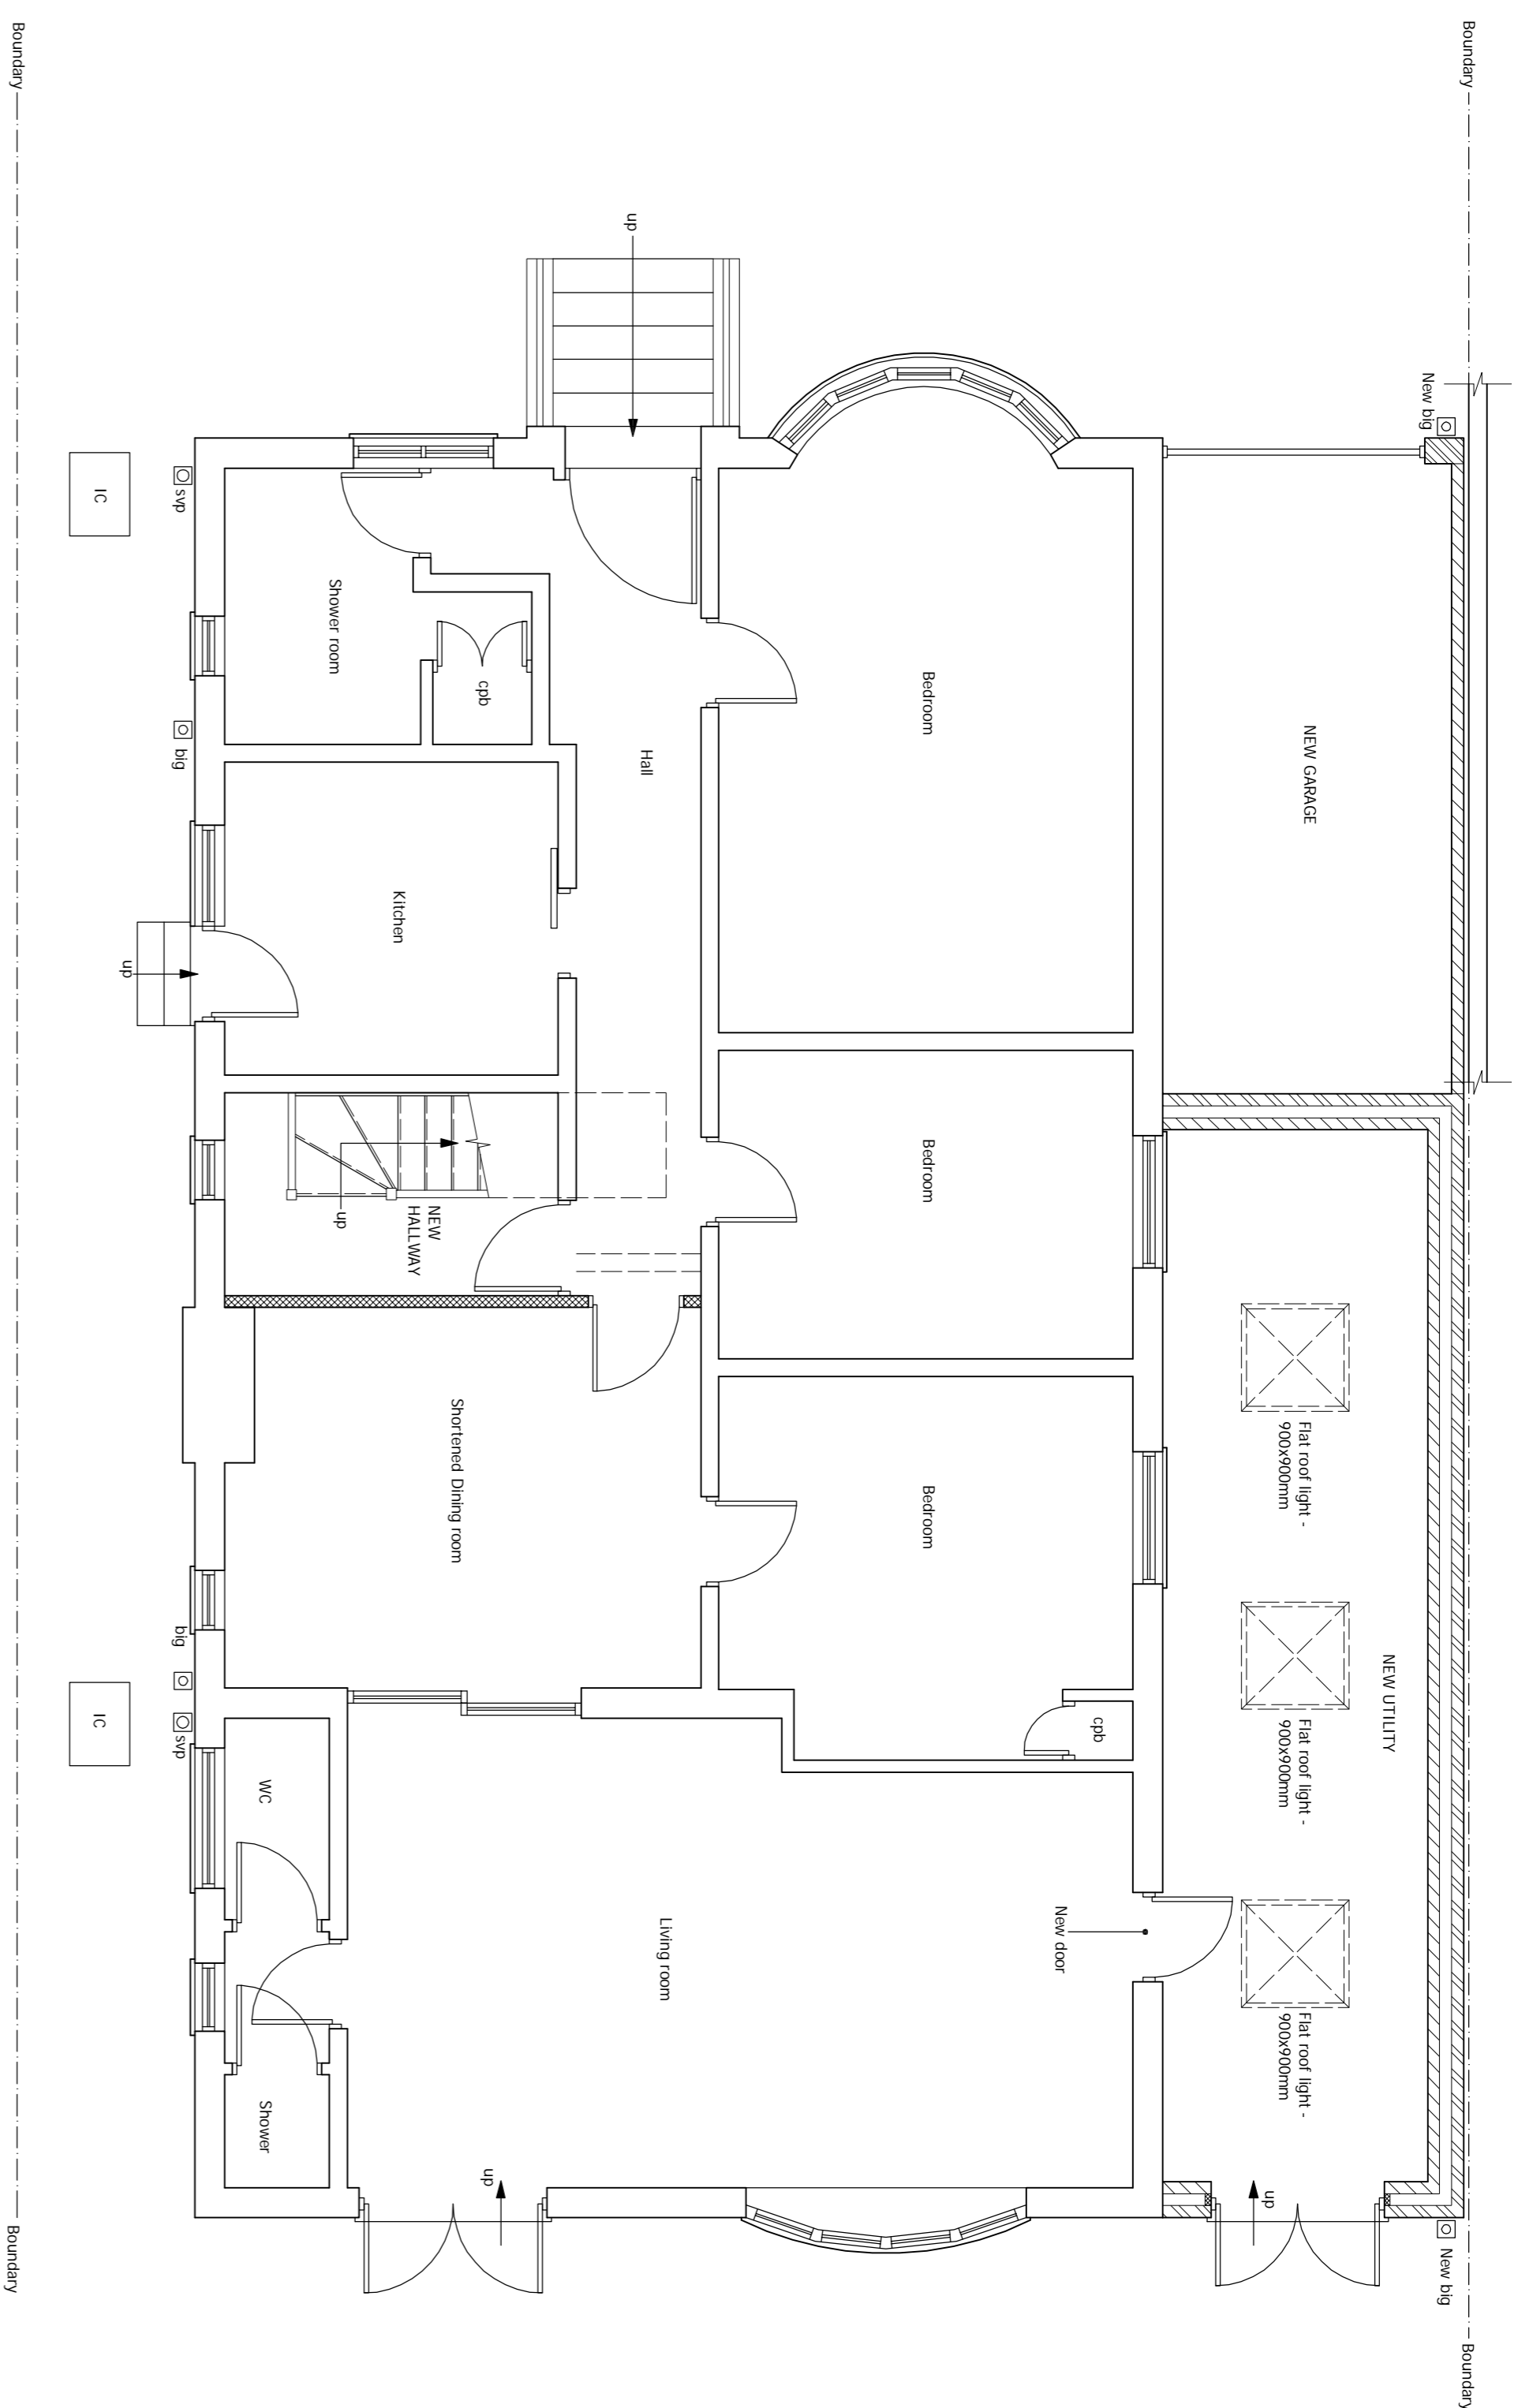 Boundary
Boundary
New big
up
NEW GARAGE
Bedroom
Hall
Shower room
cpb
svp
IC
big
Kitchen
up
Bedroom
NEW
HALLWAY
up
Flat roof light -
900x900mm
Flat roof light -
900x900mm
Flat roof light -
900x900mm
NEW UTILITY
Bedroom
cpb
Shortened Dining room
big
svp
IC
WC
Living room
New door
Shower
up
up
New big
Boundary
Boundary